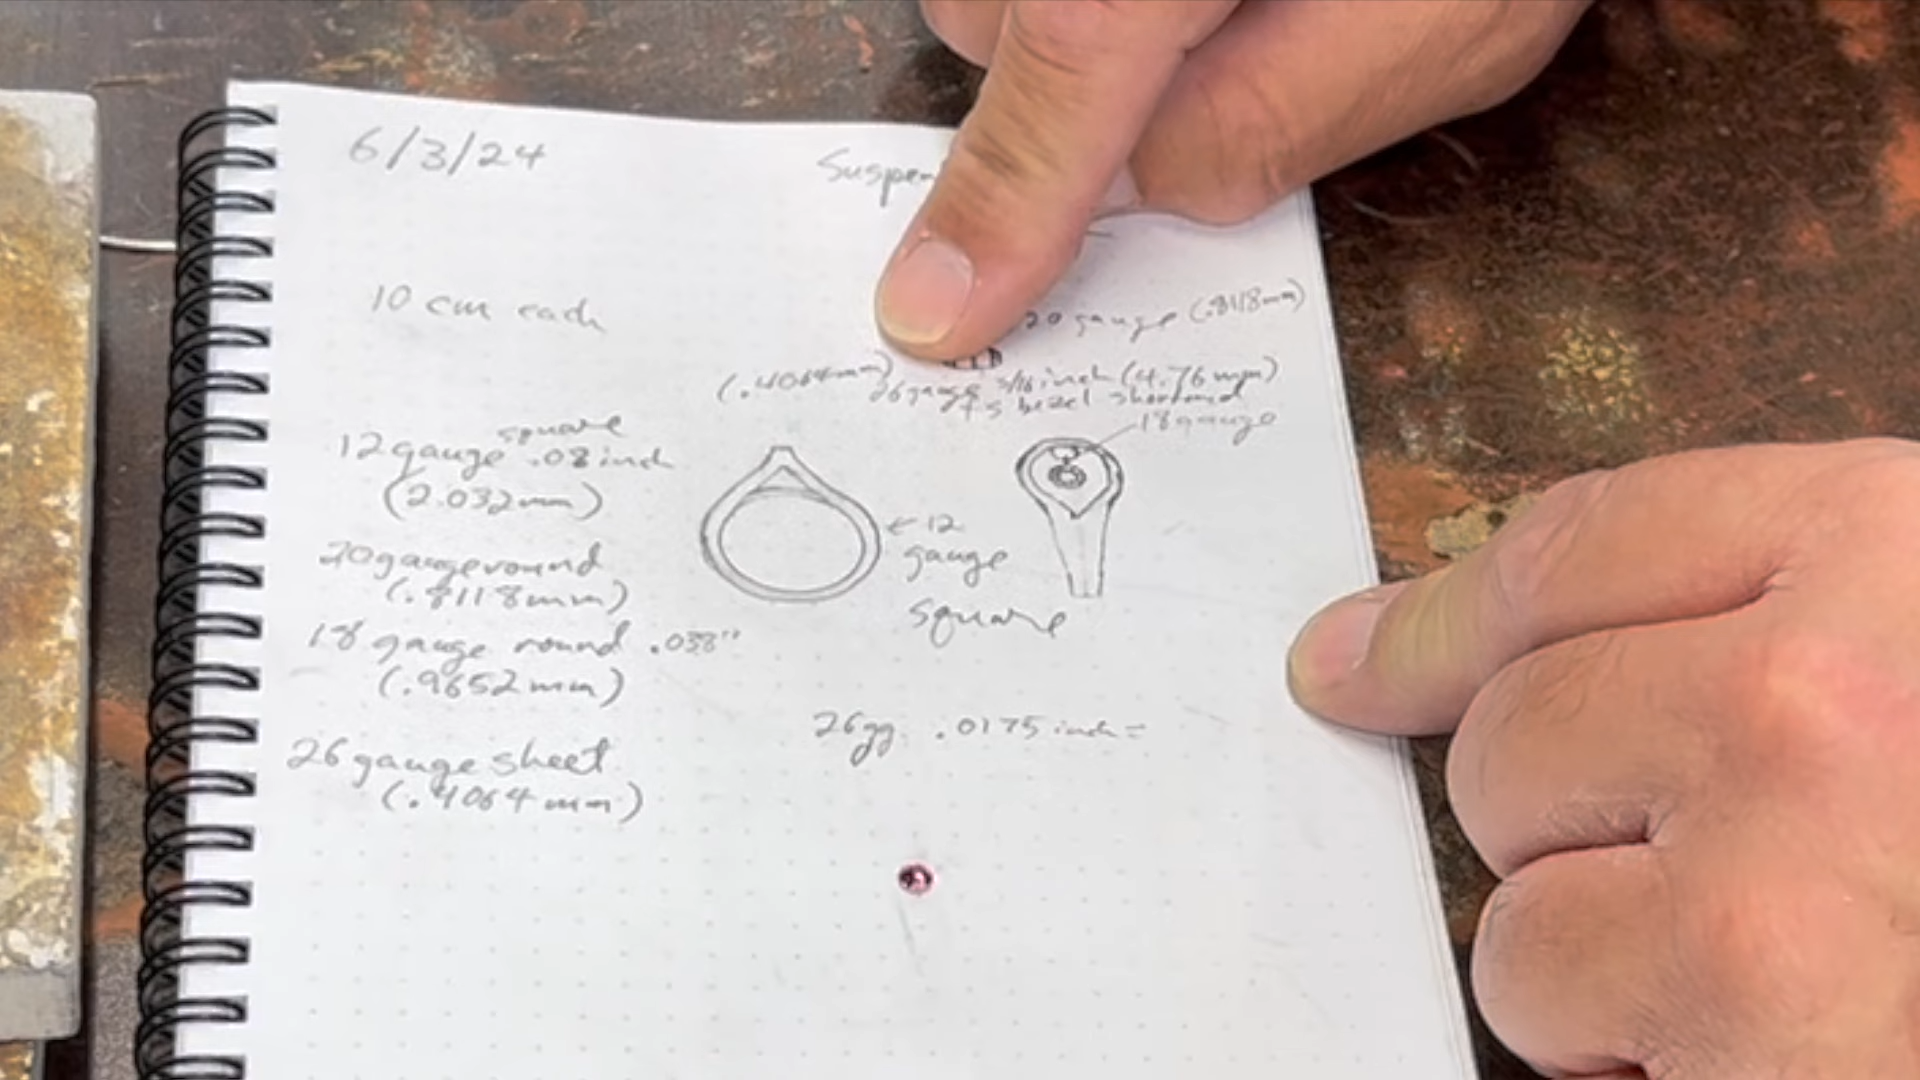 6/3/24
Suspen
10 cm each
20 gauge (.8118mm)
(.4064mm)
26 gauge 3/16 inch (4.76 mm)
bezel
18 gauge
square
12 gauge .08 inch
(2.032mm)
← 12
gauge
square
20 gauge round
(.8118mm)
18 gauge round .038"
(.9652mm)
26 gg. .0175 inch =
26 gauge sheet
(.4064mm)